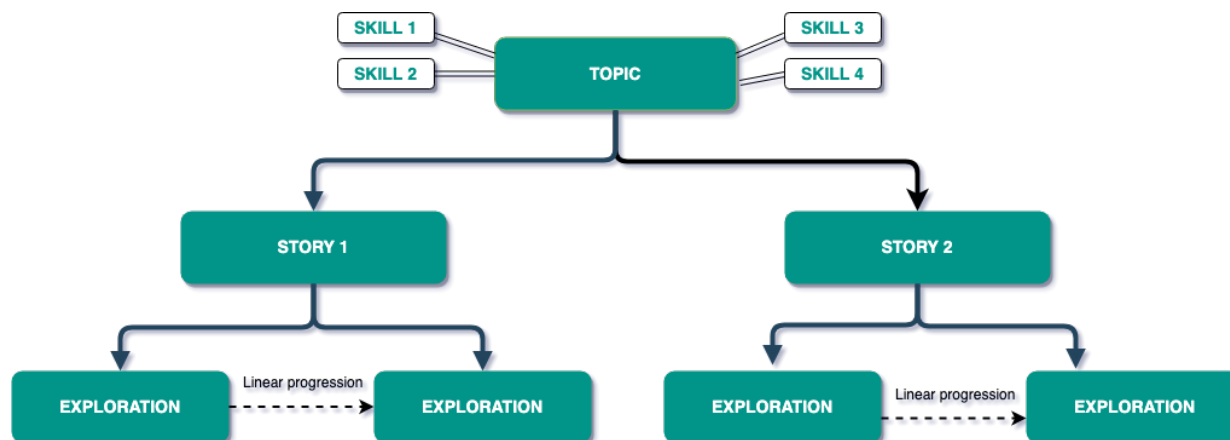 SKILL 1
SKILL 3
TOPIC
SKILL 2
SKILL 4
STORY 1
STORY 2
Linear progression
Linear progression
EXPLORATION
EXPLORATION
EXPLORATION
EXPLORATION